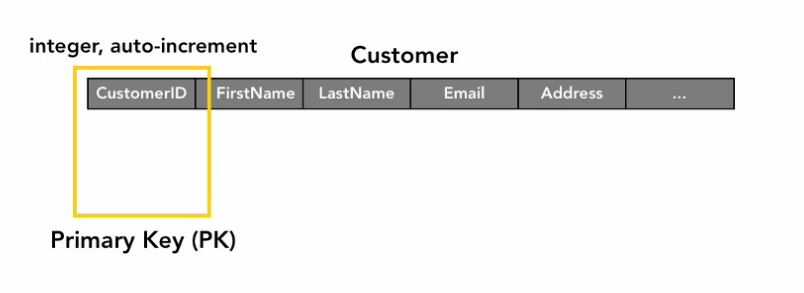 integer, auto-increment
Customer
CustomerID FirstName LastName Email Address ...
Primary Key (PK)